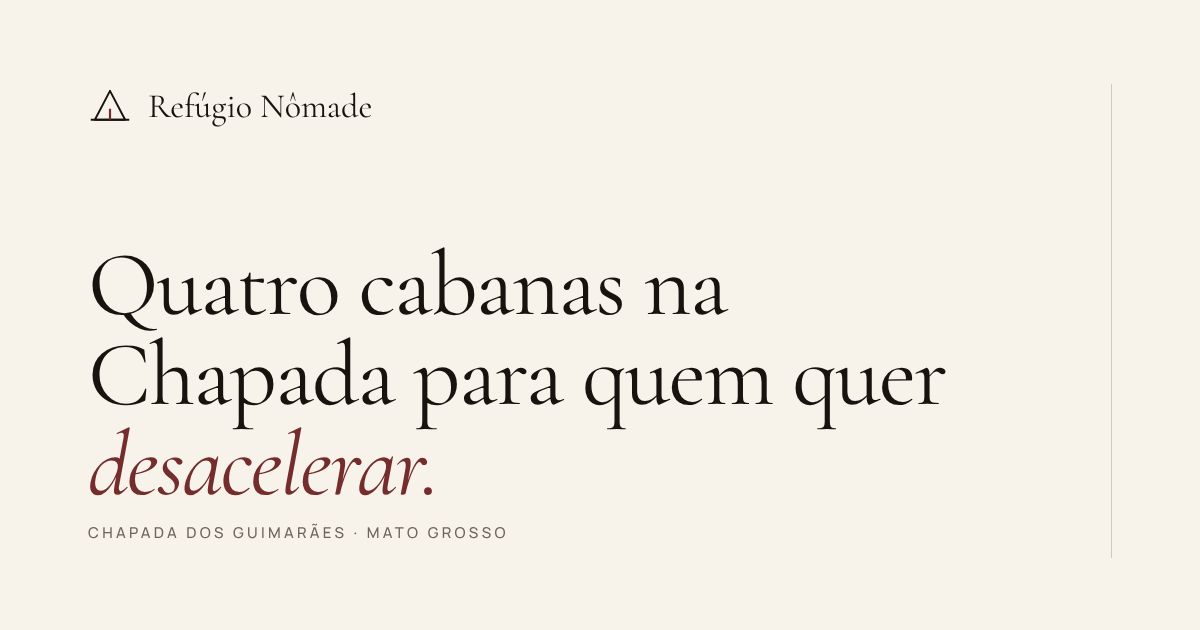 Refúgio Nômade
Quatro cabanas na
Chapada para quem quer
desacelerar.
CHAPADA DOS GUIMARÃES · MATO GROSSO